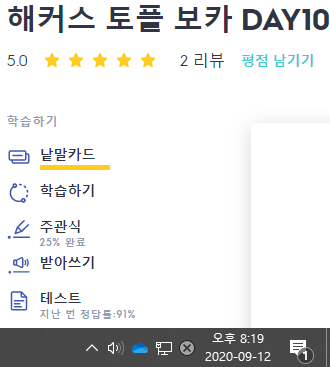 해커스 토플 보카 DAY10
5.0 2 리뷰 평점 남기기
학습하기
낱말카드
학습하기
주관식
25% 완료
받아쓰기
테스트
지난 번 정답률:91%
오후 8:19
2020-09-12
1